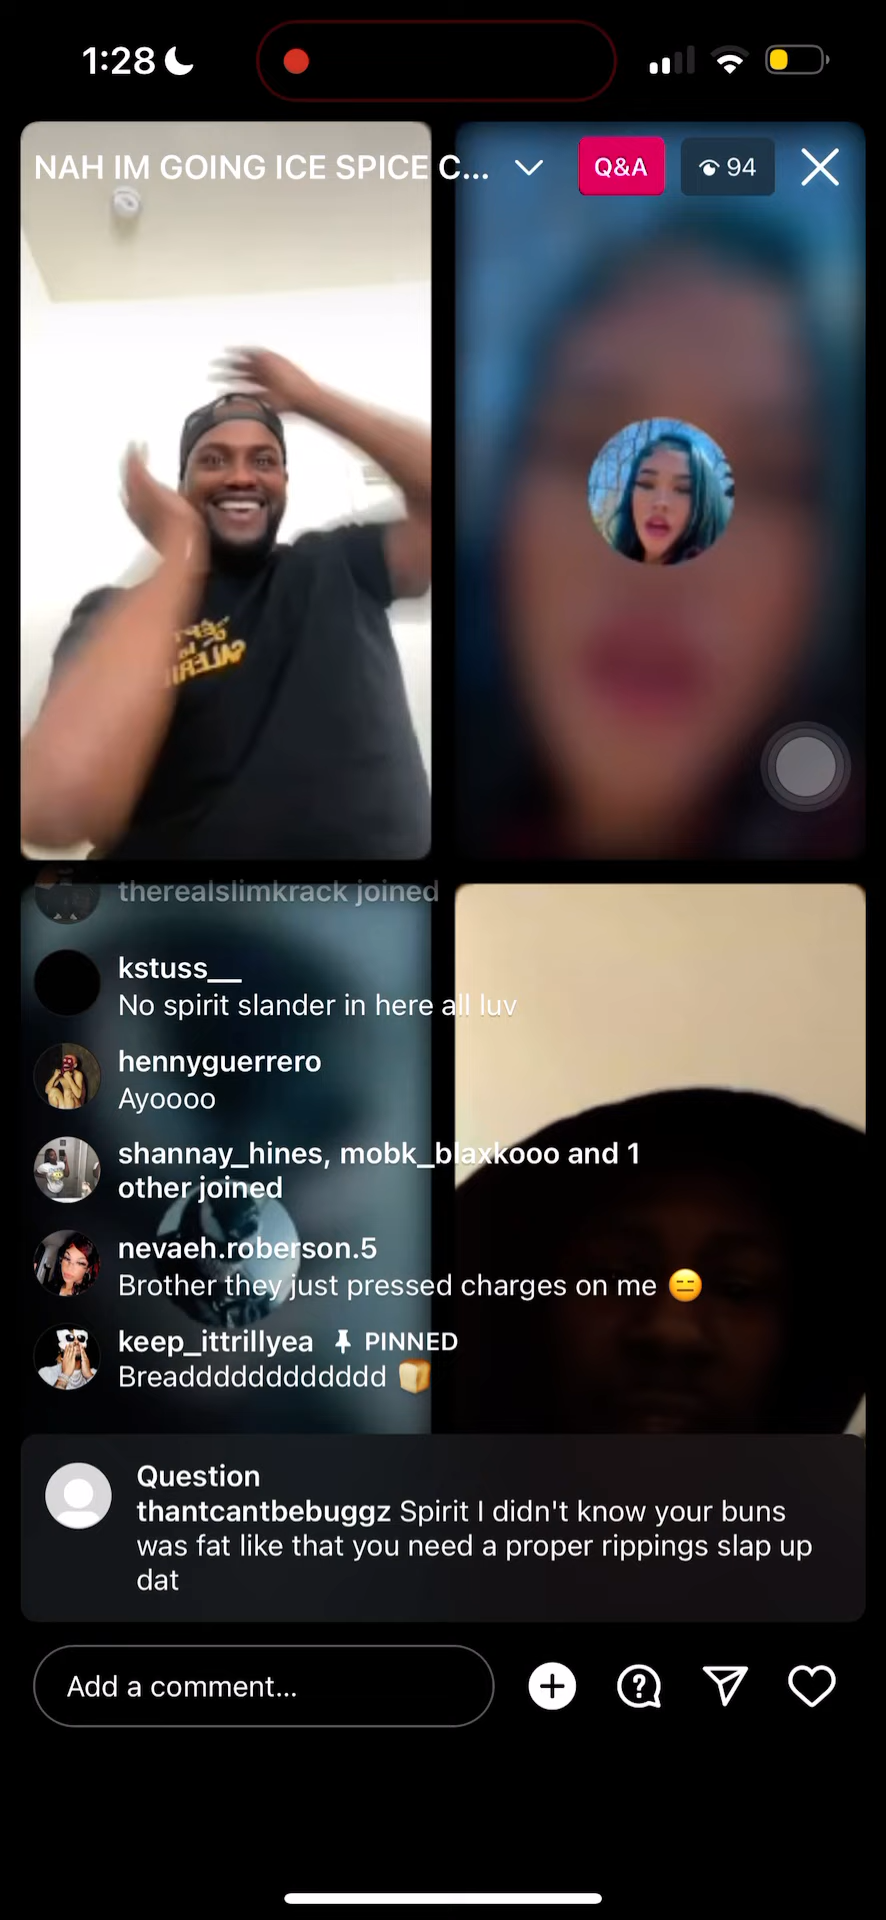 1:28
NAH IM GOING ICE SPICE C...
Q&A
94
therealslimkrack joined
kstuss__
No spirit slander in here all luv
hennyguerrero
Ayoooo
shannay_hines, mobk_blaxkooo and 1
other joined
nevaeh.roberson.5
Brother they just pressed charges on me 😑
keep_ittrillyea PINNED
Breadddddddddddd 🍞
Question
thantcantbebuggz Spirit I didn't know your buns
was fat like that you need a proper rippings slap up
dat
Add a comment...